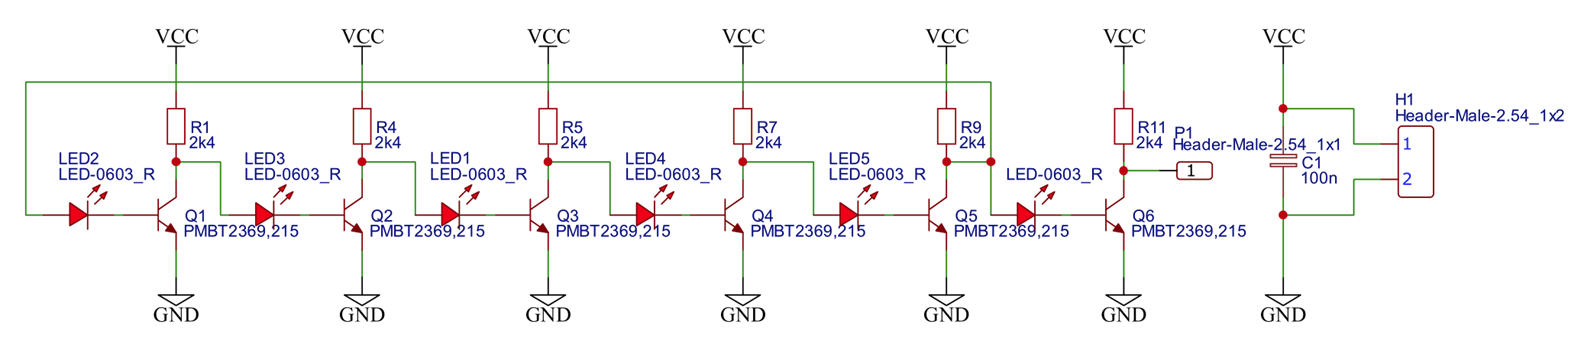 VCC
VCC
VCC
VCC
VCC
VCC
VCC
R1
2k4
R4
2k4
R5
2k4
R7
2k4
R9
2k4
R11
2k4
P1
Header-Male-2.54_1x1
1
C1
100n
H1
Header-Male-2.54_1x2
1
2
LED2
LED-0603_R
LED3
LED-0603_R
LED1
LED-0603_R
LED4
LED-0603_R
LED5
LED-0603_R
LED-0603_R
Q1
PMBT2369,215
Q2
PMBT2369,215
Q3
PMBT2369,215
Q4
PMBT2369,215
Q5
PMBT2369,215
Q6
PMBT2369,215
GND
GND
GND
GND
GND
GND
GND